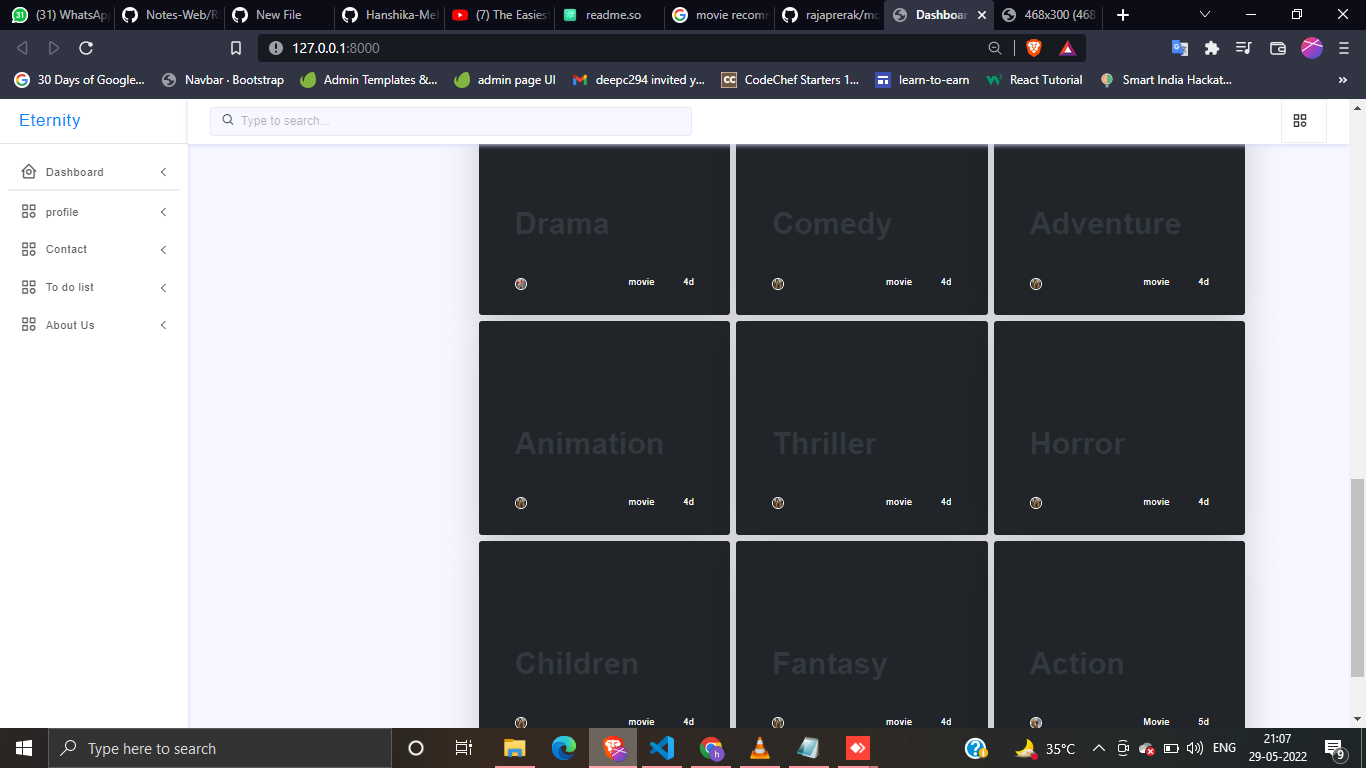 (31) WhatsApp
Notes-Web/R
New File
Hanshika-Meh
(7) The Easiest
readme.so
movie recomm
rajaprerak/mo
Dashboard
468x300 (468
127.0.0.1:8000
30 Days of Google...
Navbar · Bootstrap
Admin Templates &...
admin page UI
deepc294 invited y...
CodeChef Starters 1...
learn-to-earn
React Tutorial
Smart India Hackat...
»
Eternity
Type to search...
Dashboard
profile
Contact
To do list
About Us
Drama
movie 4d
Comedy
movie 4d
Adventure
movie 4d
Animation
movie 4d
Thriller
movie 4d
Horror
movie 4d
Children
movie 4d
Fantasy
movie 4d
Action
Movie 5d
Type here to search
35°C
ENG
21:07
29-05-2022
9